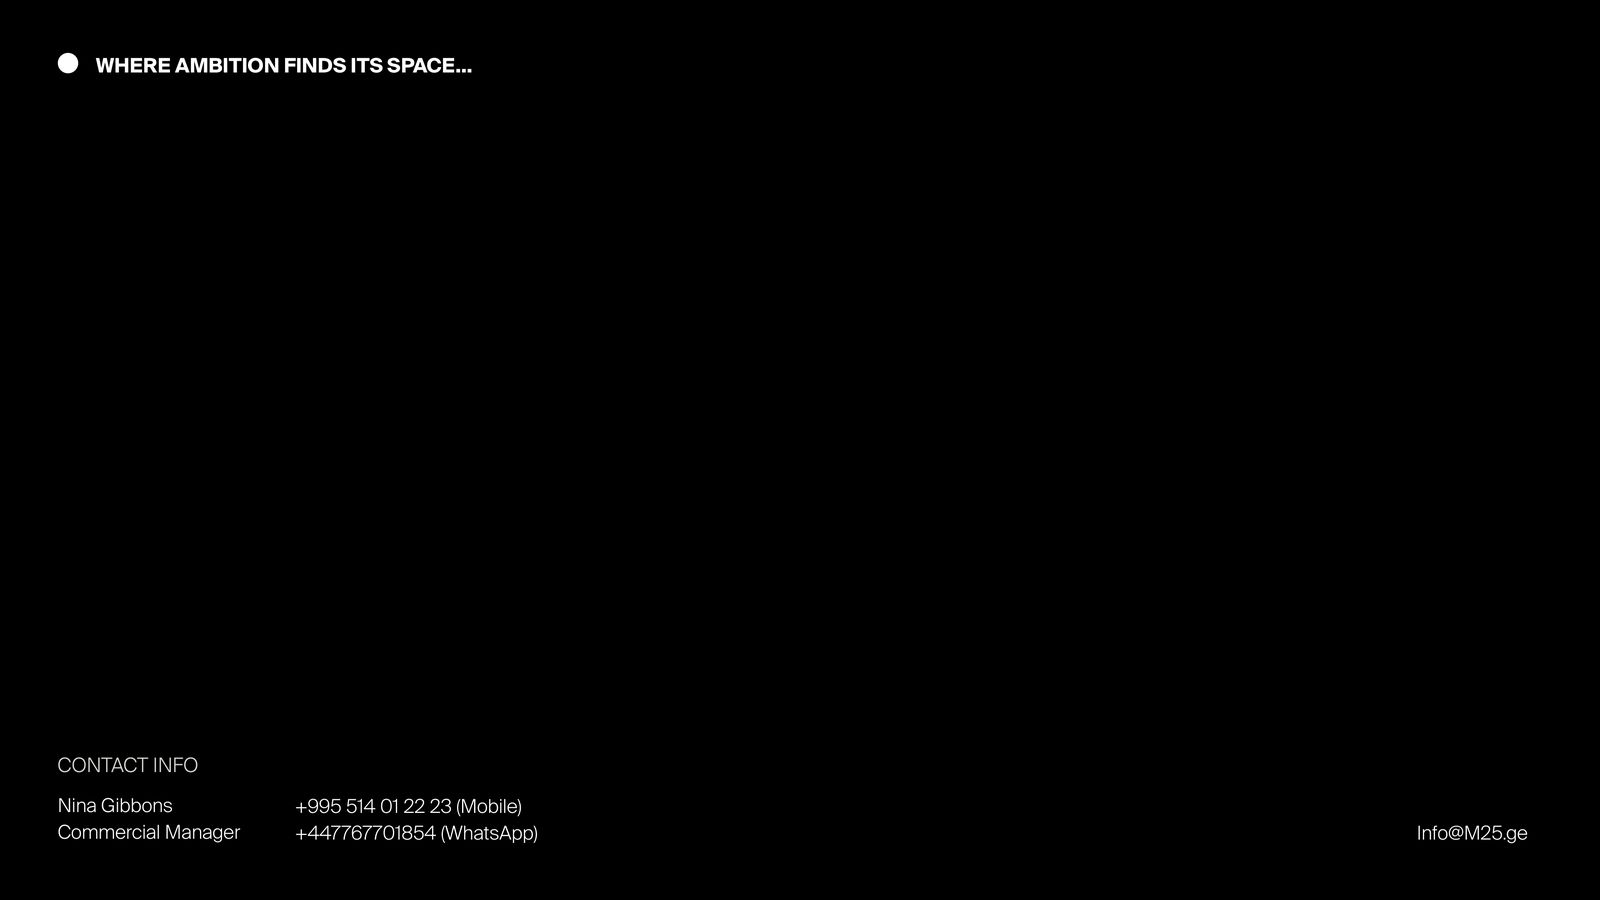 WHERE AMBITION FINDS ITS SPACE...
CONTACT INFO
Nina Gibbons
Commercial Manager
+995 514 01 22 23 (Mobile)
+447767701854 (WhatsApp)
Info@M25.ge